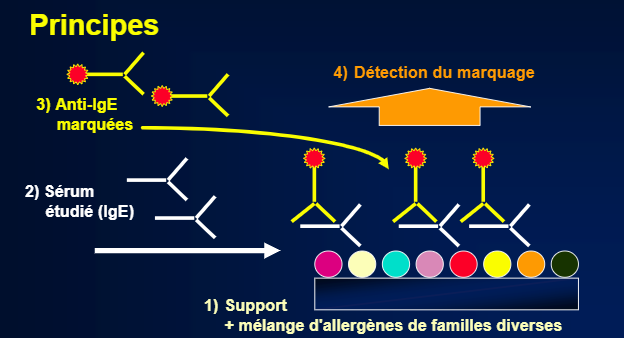 Principes
4) Détection du marquage
3) Anti-IgE
marquées
2) Sérum
étudié (IgE)
1) Support
+ mélange d'allergènes de familles diverses